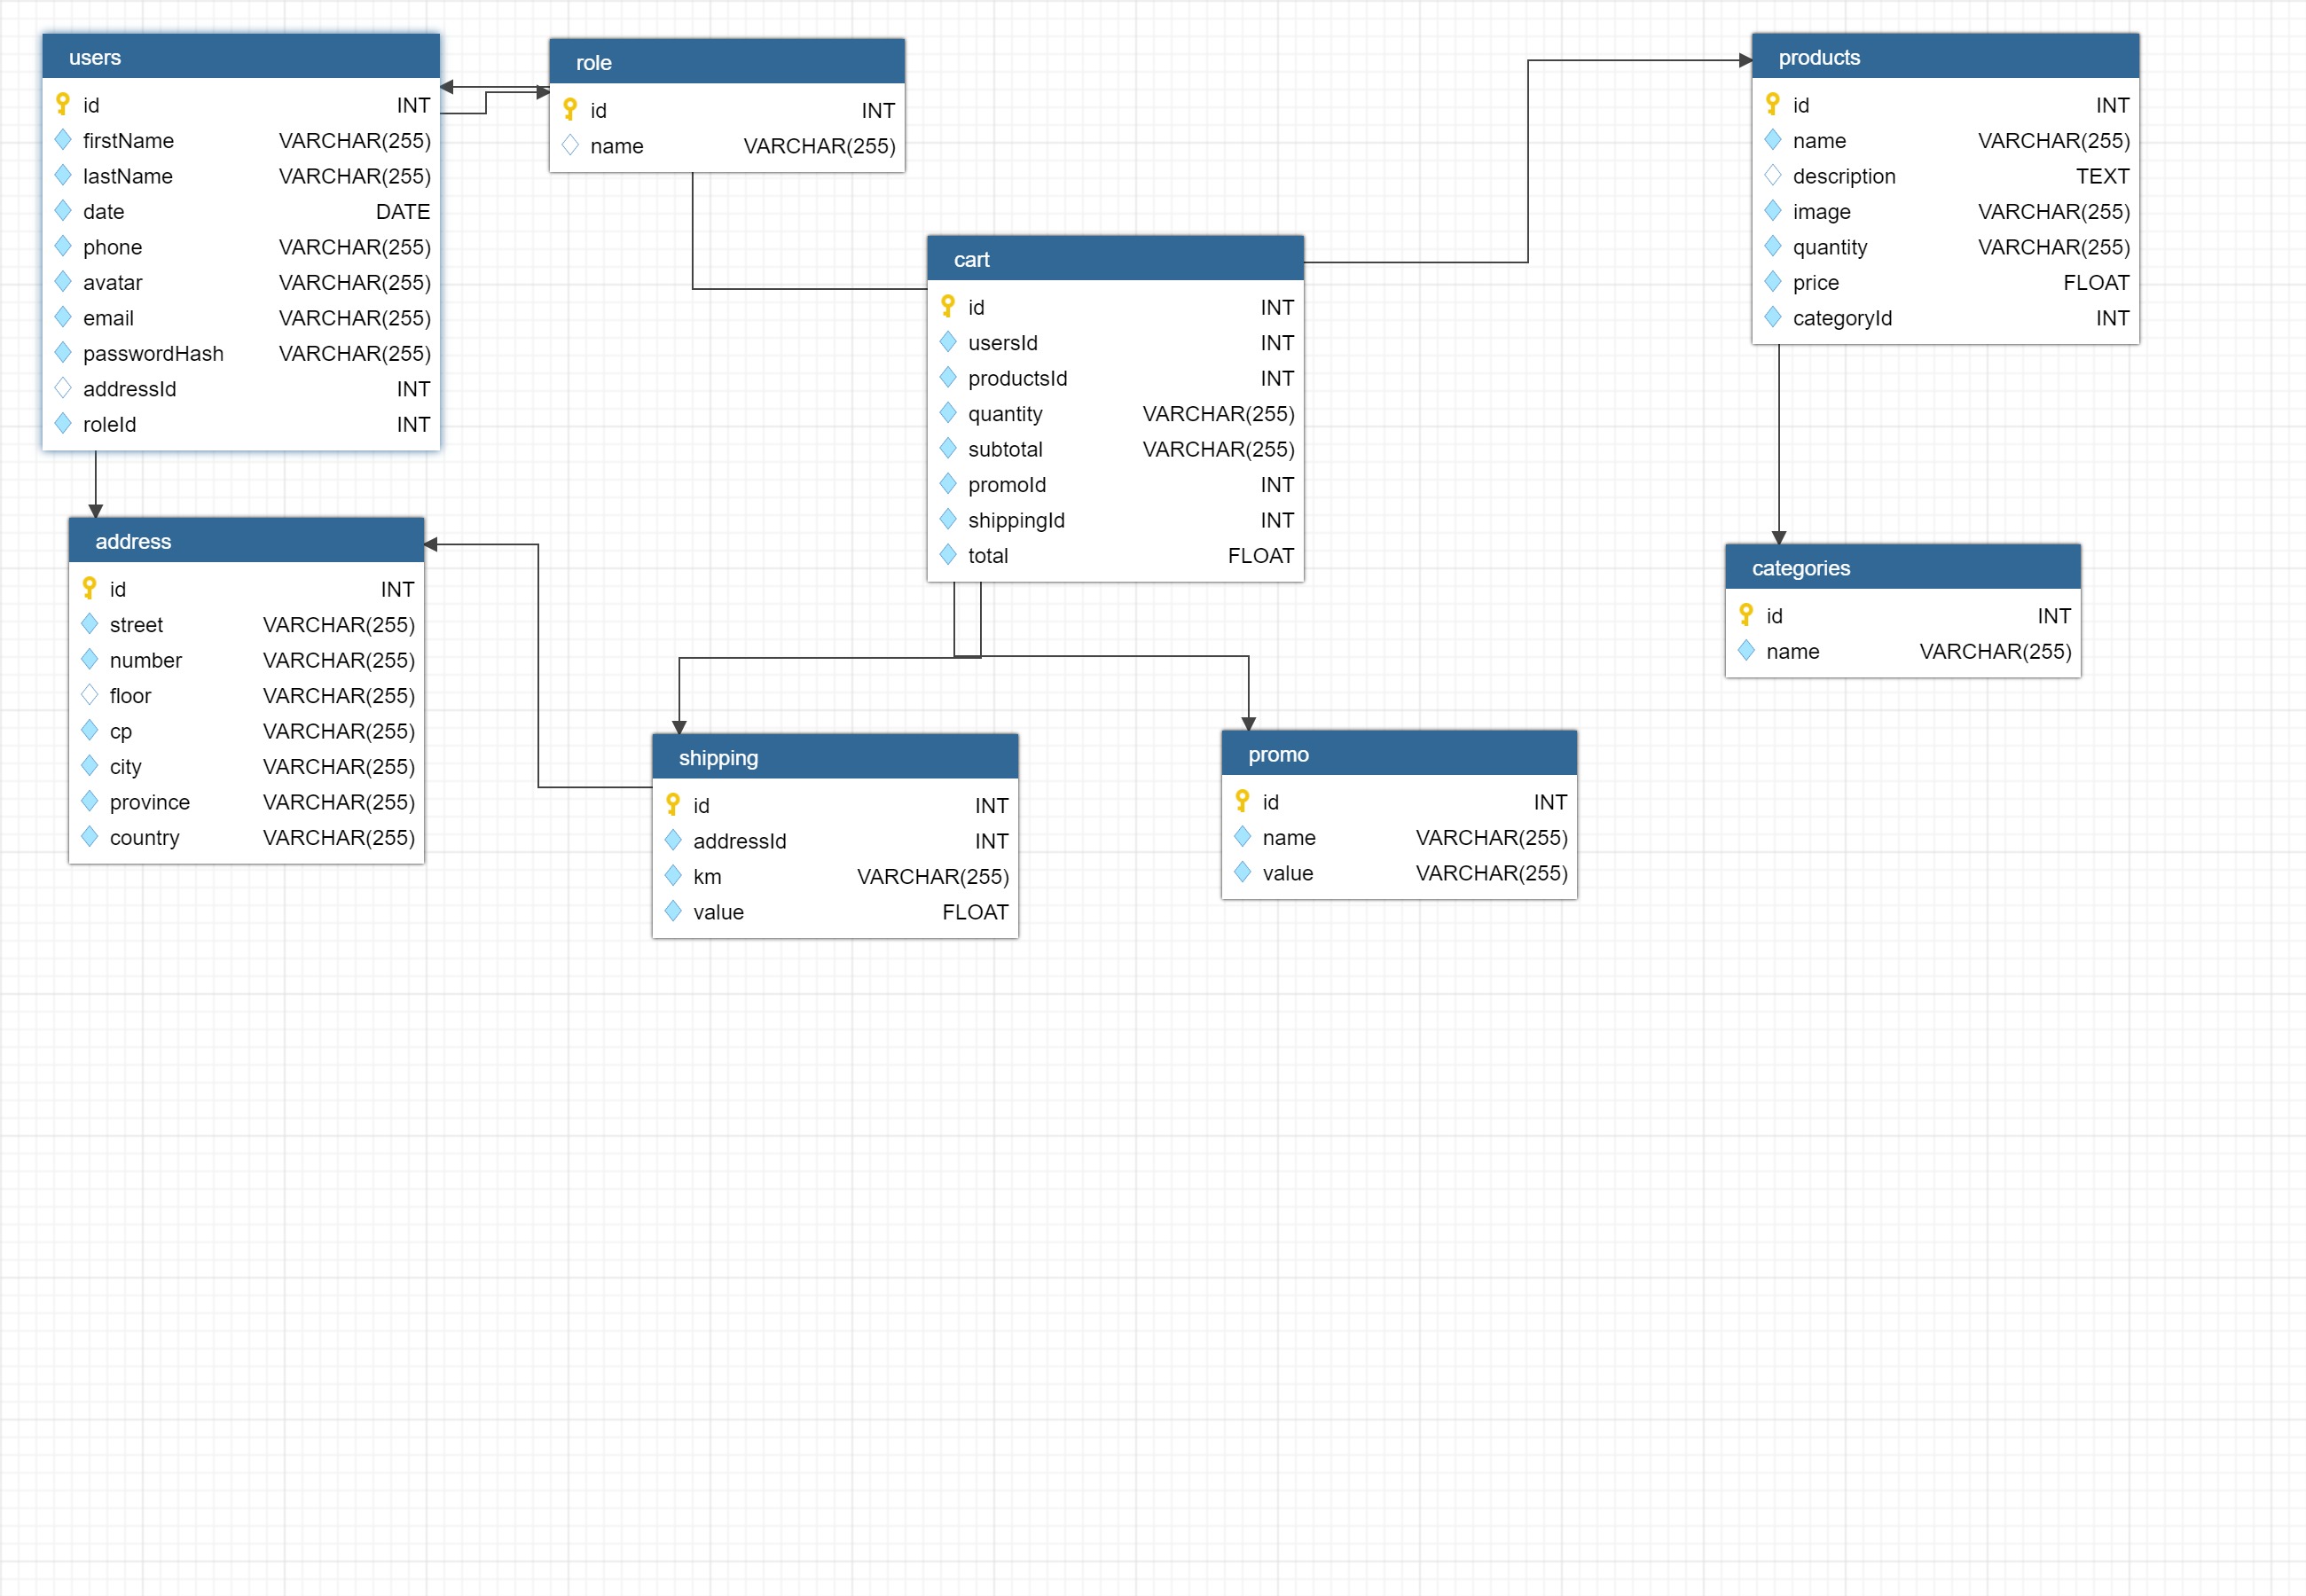 users
id INT
firstName VARCHAR(255)
lastName VARCHAR(255)
date DATE
phone VARCHAR(255)
avatar VARCHAR(255)
email VARCHAR(255)
passwordHash VARCHAR(255)
addressId INT
roleId INT
role
id INT
name VARCHAR(255)
cart
id INT
usersId INT
productsId INT
quantity VARCHAR(255)
subtotal VARCHAR(255)
promoId INT
shippingId INT
total FLOAT
products
id INT
name VARCHAR(255)
description TEXT
image VARCHAR(255)
quantity VARCHAR(255)
price FLOAT
categoryId INT
address
id INT
street VARCHAR(255)
number VARCHAR(255)
floor VARCHAR(255)
cp VARCHAR(255)
city VARCHAR(255)
province VARCHAR(255)
country VARCHAR(255)
categories
id INT
name VARCHAR(255)
shipping
id INT
addressId INT
km VARCHAR(255)
value FLOAT
promo
id INT
name VARCHAR(255)
value VARCHAR(255)